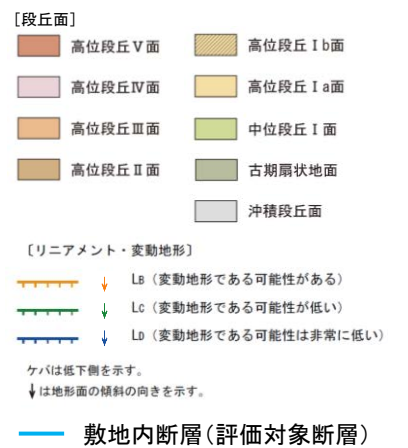 [段丘面]
高位段丘Ⅴ面
高位段丘Ⅰb面
高位段丘Ⅳ面
高位段丘Ⅰa面
高位段丘Ⅲ面
中位段丘Ⅰ面
高位段丘Ⅱ面
古期扇状地面
沖積段丘面
〔リニアメント・変動地形〕
LB（変動地形である可能性がある）
LC（変動地形である可能性が低い）
LD（変動地形である可能性は非常に低い）
ケバは低下側を示す。
↓は地形面の傾斜の向きを示す。
敷地内断層（評価対象断層）